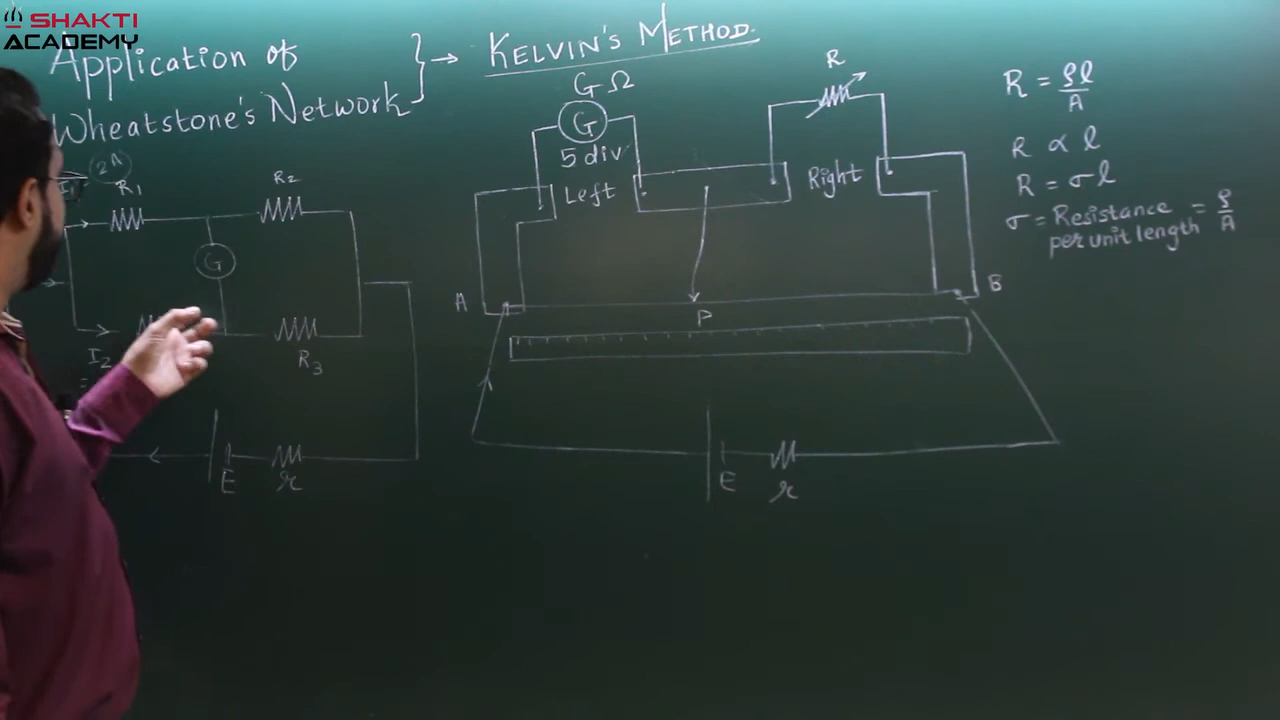 SHAKTI
ACADEMY
Application of
Wheatstone's Network
→ KELVIN'S METHOD.
G Ω
G
5 div
Left
Right
R
A
B
P
E
r
R = ρl
A
R ∝ l
R = σ l
σ = Resistance = ρ
per unit length A
2A
I₁
R₁
R₂
G
I₂
R₃
E
r